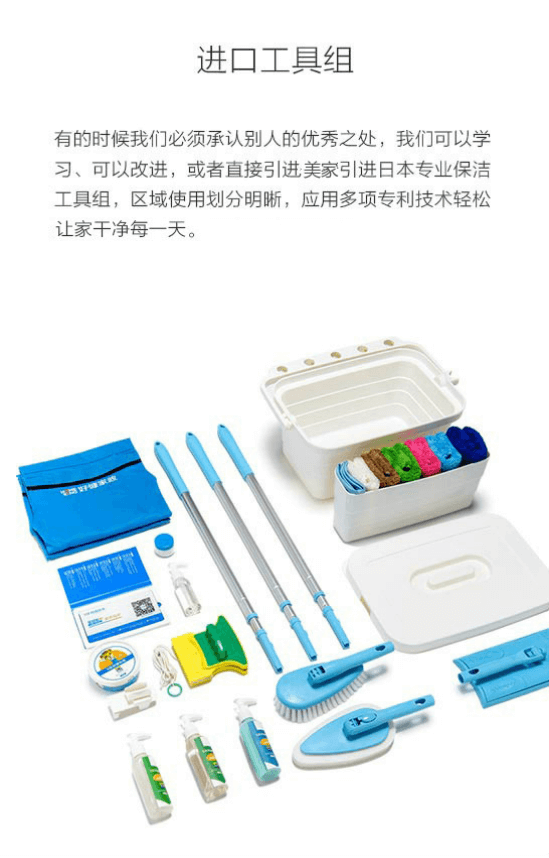 进口工具组
有的时候我们必须承认别人的优秀之处，我们可以学
习、可以改进，或者直接引进美家引进日本专业保洁
工具组，区域使用划分明晰，应用多项专利技术轻松
让家干净每一天。